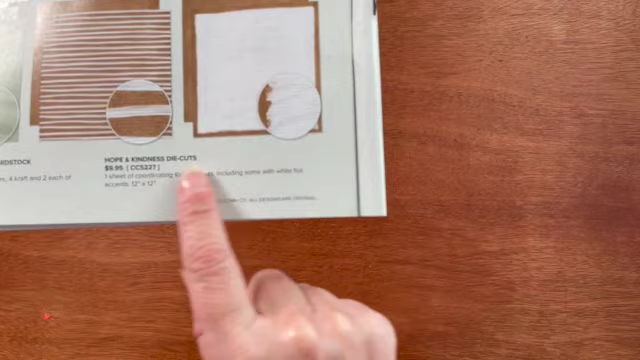 RDSTOCK
s, 4 kraft and 2 each of
HOPE & KINDNESS DIE-CUTS
$9.95 | CC5227 |
1 sheet of coordinating including some with white foil
accents. 12" x 12"